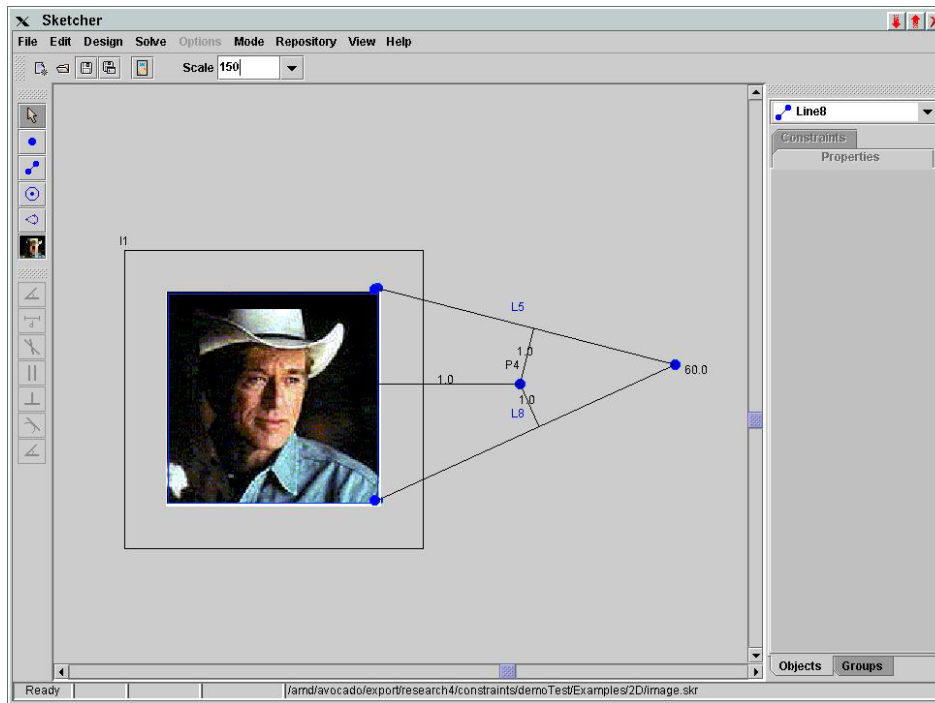 Sketcher
File Edit Design Solve Options Mode Repository View Help
Scale 150
Line8
Constraints
Properties
I1
L5
1.0
P4
60.0
1.0
1.0
L8
Objects Groups
Ready /arnd/avocado/export/research4/constraints/demoTest/Examples/2D/image.skr